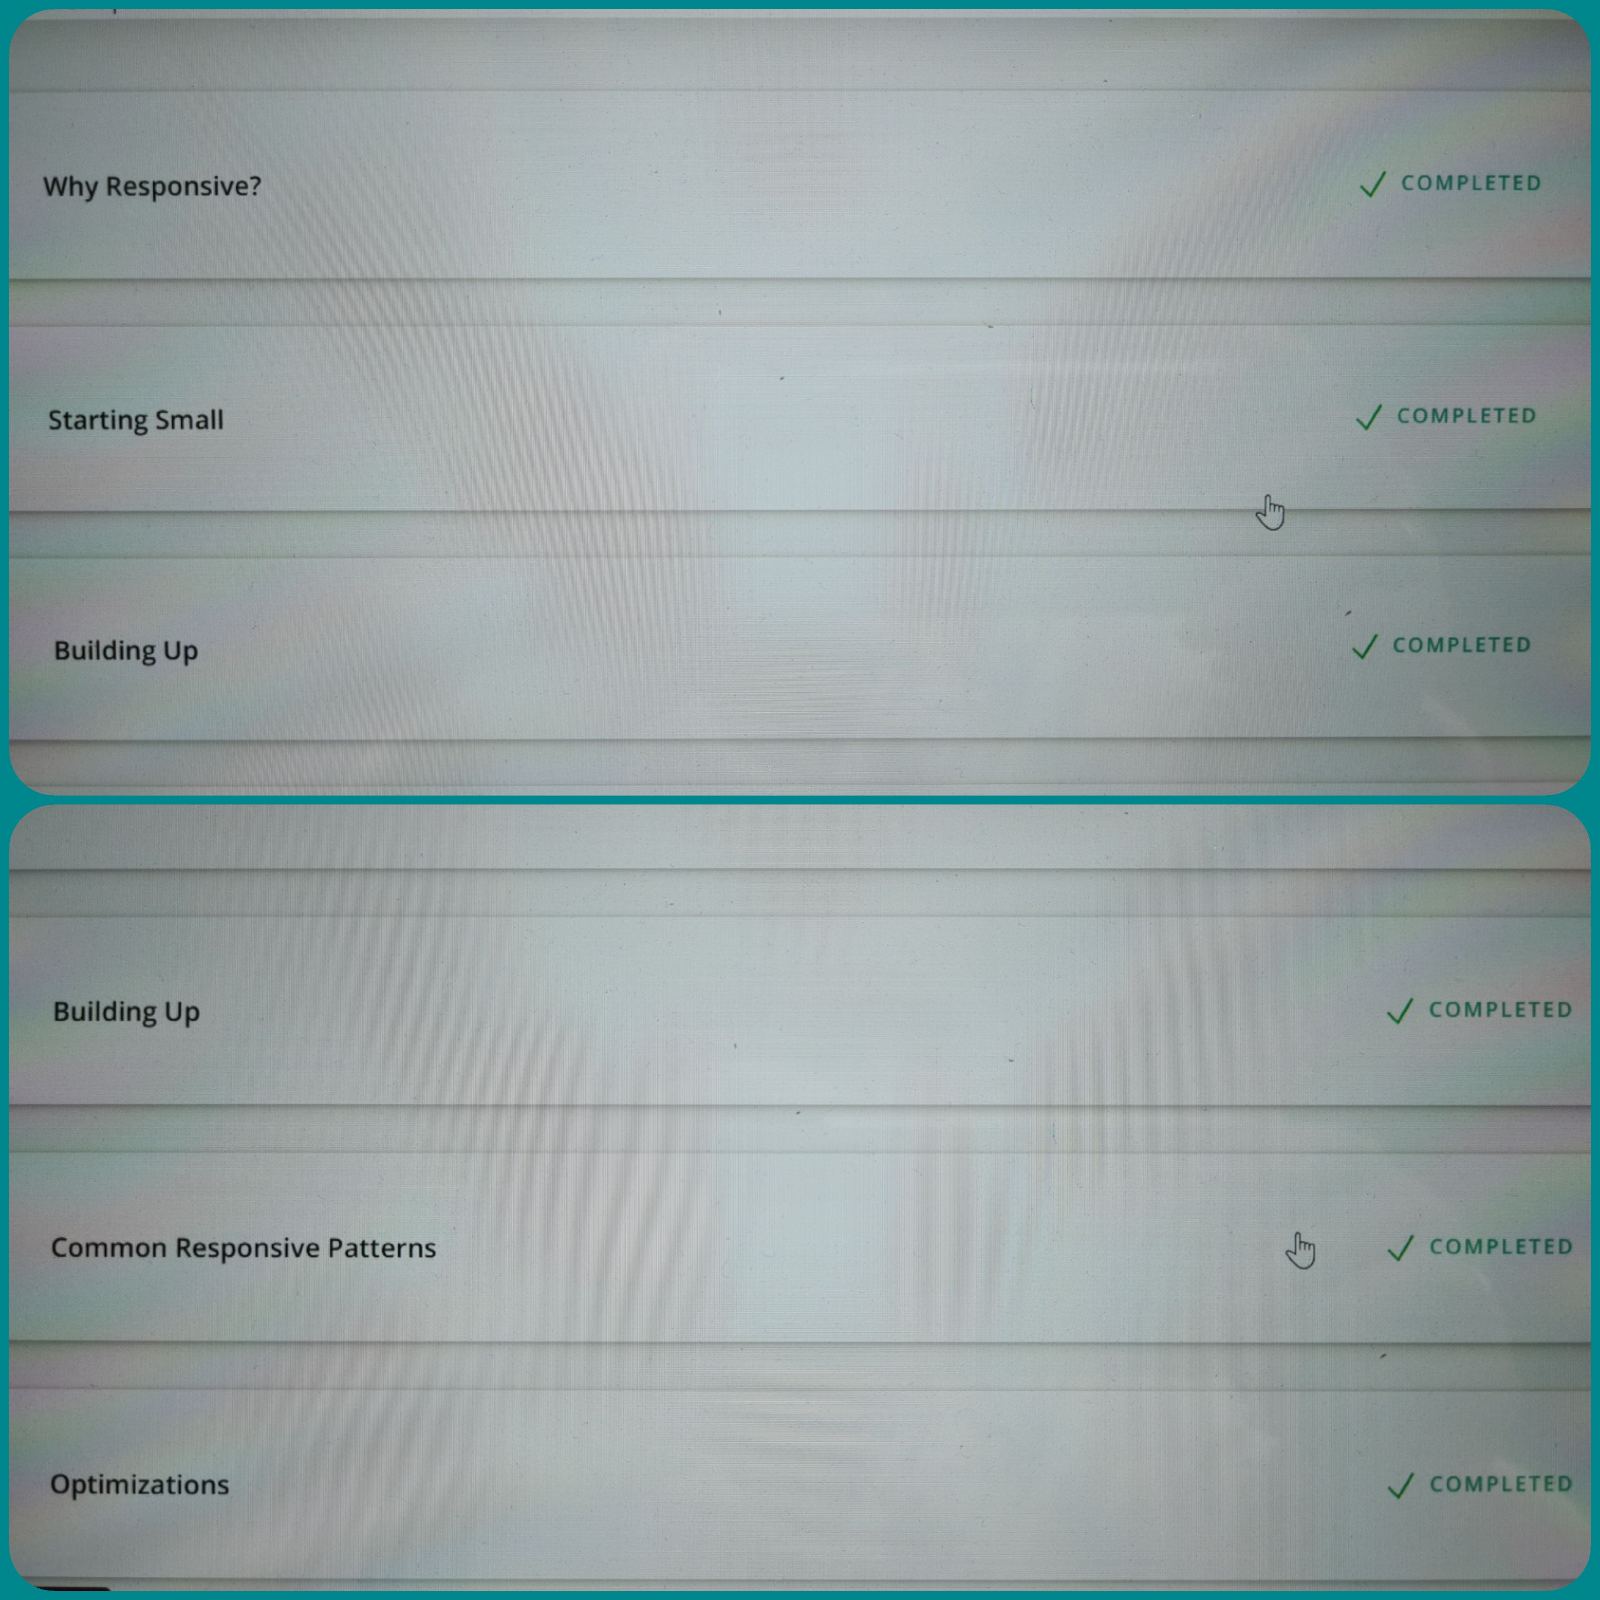 Why Responsive? COMPLETED
Starting Small COMPLETED
Building Up COMPLETED
Building Up COMPLETED
Common Responsive Patterns COMPLETED
Optimizations COMPLETED